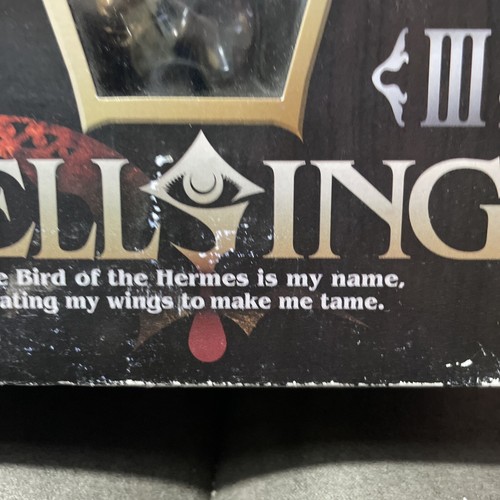 III
ELLSING
e Bird of the Hermes is my name,
ating my wings to make me tame.